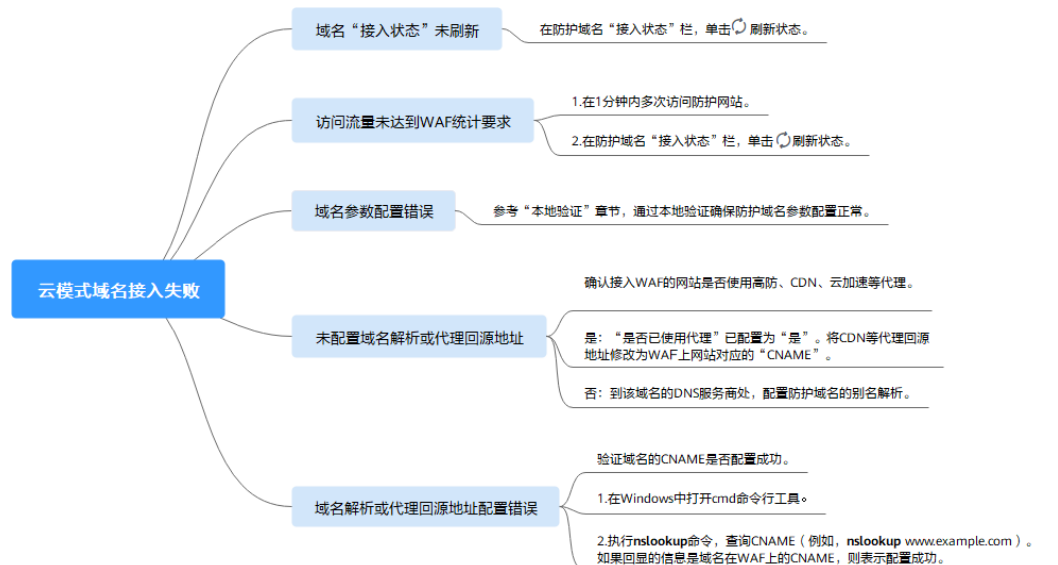 云模式域名接入失败
域名“接入状态”未刷新
在防护域名“接入状态”栏，单击 刷新状态。
访问流量未达到WAF统计要求
1.在1分钟内多次访问防护网站。
2.在防护域名“接入状态”栏，单击 刷新状态。
域名参数配置错误
参考“本地验证”章节，通过本地验证确保防护域名参数配置正常。
未配置域名解析或代理回源地址
确认接入WAF的网站是否使用高防、CDN、云加速等代理。
是：“是否已使用代理”已配置为“是”。将CDN等代理回源
地址修改为WAF上网站对应的“CNAME”。
否：到该域名的DNS服务商处，配置防护域名的别名解析。
域名解析或代理回源地址配置错误
验证域名的CNAME是否配置成功。
1.在Windows中打开cmd命令行工具。
2.执行nslookup命令，查询CNAME（例如，nslookup www.example.com）。
如果回显的信息是域名在WAF上的CNAME，则表示配置成功。